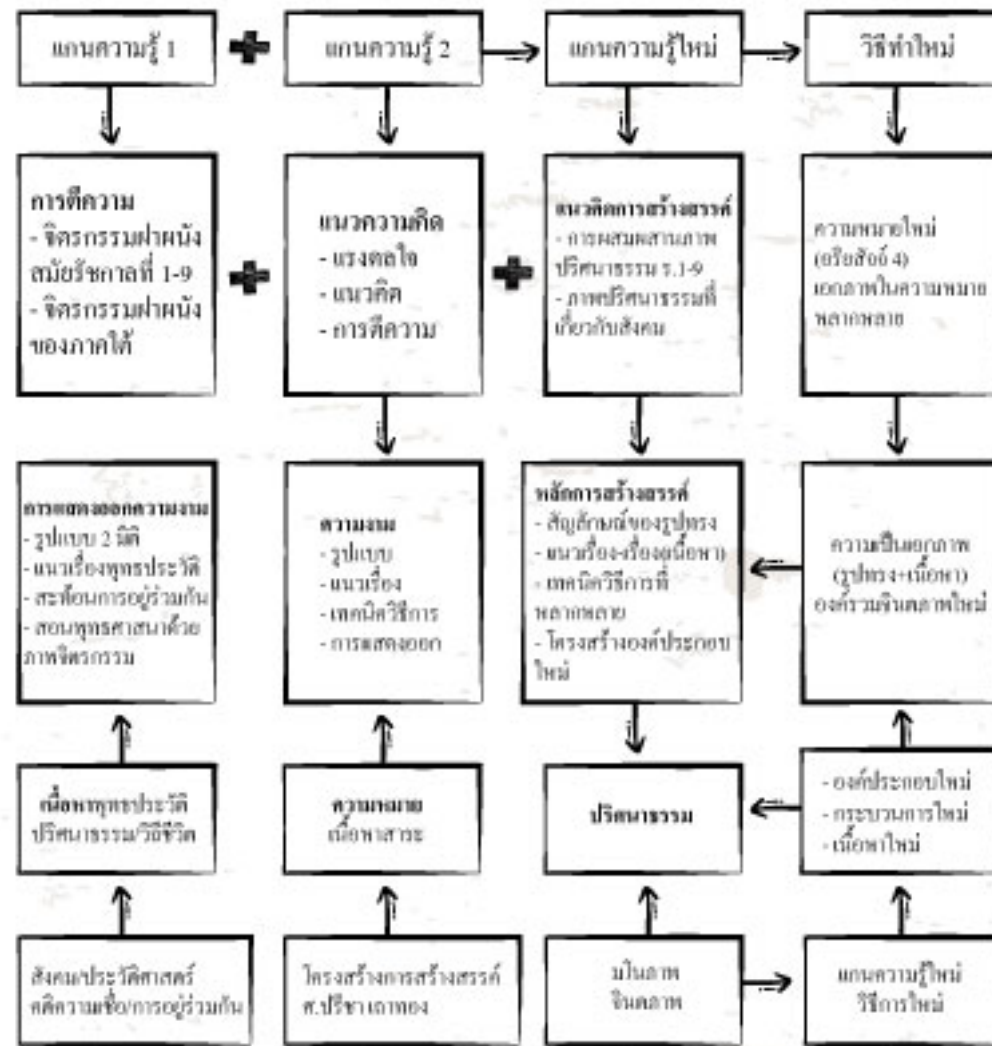 แกนความรู้ 1
แกนความรู้ 2
แกนความรู้ใหม่
วิธีทำใหม่
การตีความ
- จิตรกรรมฝาผนัง
สมัยรัชกาลที่ 1-9
- จิตรกรรมฝาผนัง
ของภาคใต้
แนวความคิด
- แรงดลใจ
- แนวคิด
- การตีความ
แนวคิดการสร้างสรรค์
- การผสมผสานภาพ
ปริศนาธรรม ร.1-9
- ภาพปริศนาธรรมที่
เกี่ยวกับสังคม
ความหมายใหม่
(อริยสัจจ์ 4)
เอกภาพในความหมาย
หลากหลาย
การแสดงออกความงาม
- รูปแบบ 2 มิติ
- แนวเรื่องพุทธประวัติ
- สะท้อนการอยู่ร่วมกัน
- สอนพุทธศาสนาด้วย
ภาพจิตรกรรม
ความงาม
- รูปแบบ
- แนวเรื่อง
- เทคนิควิธีการ
- การแสดงออก
หลักการสร้างสรรค์
- สัญลักษณ์ของรูปทรง
- แนวเรื่อง-เรื่อง(เนื้อหา)
- เทคนิควิธีการที่
หลากหลาย
- โครงสร้างองค์ประกอบ
ใหม่
ความเป็นเอกภาพ
(รูปทรง+เนื้อหา)
องค์รวมจินตภาพใหม่
เนื้อหาพุทธประวัติ
ปริศนาธรรม/วิถีชีวิต
ความหมาย
เนื้อหาสาระ
ปริศนาธรรม
- องค์ประกอบใหม่
- กระบวนการใหม่
- เนื้อหาใหม่
สังคม/ประวัติศาสตร์
คติความเชื่อ/การอยู่ร่วมกัน
โครงสร้างการสร้างสรรค์
ศ.ปรีชา เถาทอง
มโนภาพ
จินตภาพ
แกนความรู้ใหม่
วิธีการใหม่